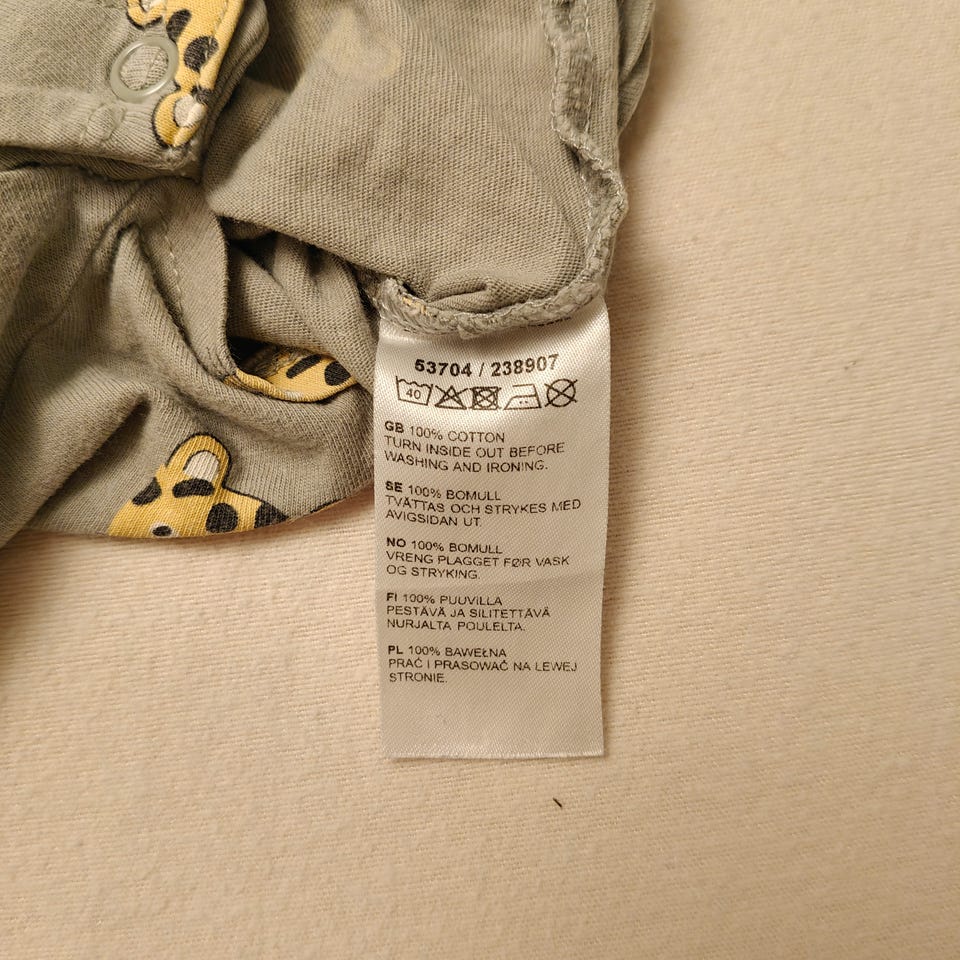 53704 / 238907
40
GB 100% COTTON
TURN INSIDE OUT BEFORE
WASHING AND IRONING.
SE 100% BOMULL
TVÄTTAS OCH STRYKES MED
AVIGSIDAN UT.
NO 100% BOMULL
VRENG PLAGGET FØR VASK
OG STRYKING.
FI 100% PUUVILLA
PESTÄVÄ JA SILITETTÄVÄ
NURJALTA POULELTA.
PL 100% BAWEŁNA
PRAĆ I PRASOWAĆ NA LEWEJ
STRONIE.